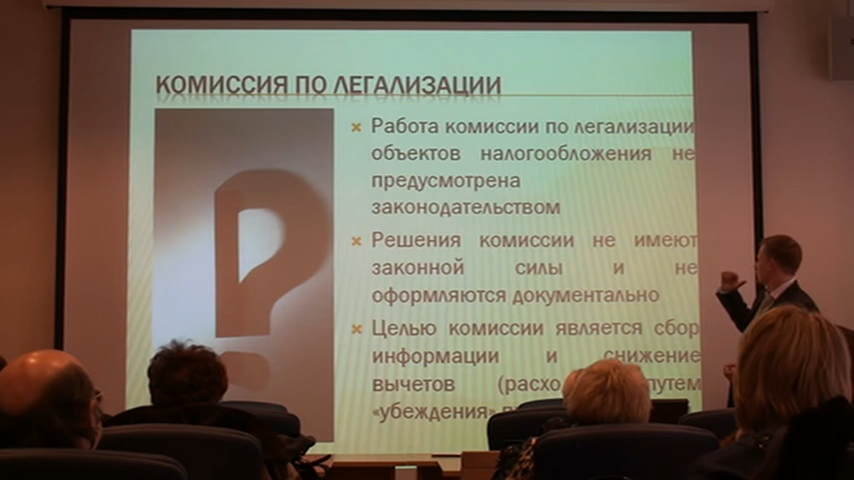 КОМИССИЯ ПО ЛЕГАЛИЗАЦИИ
Работа комиссии по легализации
объектов налогообложения не
предусмотрена
законодательством
Решения комиссии не имеют
законной силы и не
оформляются документально
Целью комиссии является сбор
информации и снижение
вычетов путем
«убеждения»